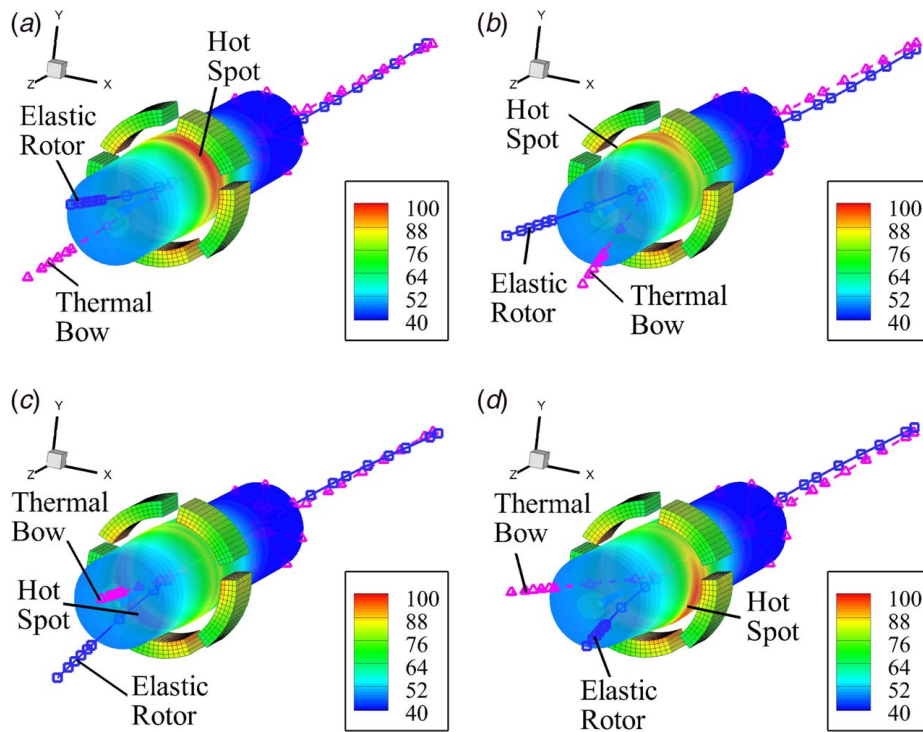 (a)
Y
Z
X
Hot
Spot
Elastic
Rotor
Thermal
Bow
100
88
76
64
52
40
(b)
Y
Z
X
Hot
Spot
Elastic
Rotor
Thermal
Bow
100
88
76
64
52
40
(c)
Y
Z
X
Thermal
Bow
Hot
Spot
Elastic
Rotor
100
88
76
64
52
40
(d)
Y
Z
X
Thermal
Bow
Hot
Spot
Elastic
Rotor
100
88
76
64
52
40